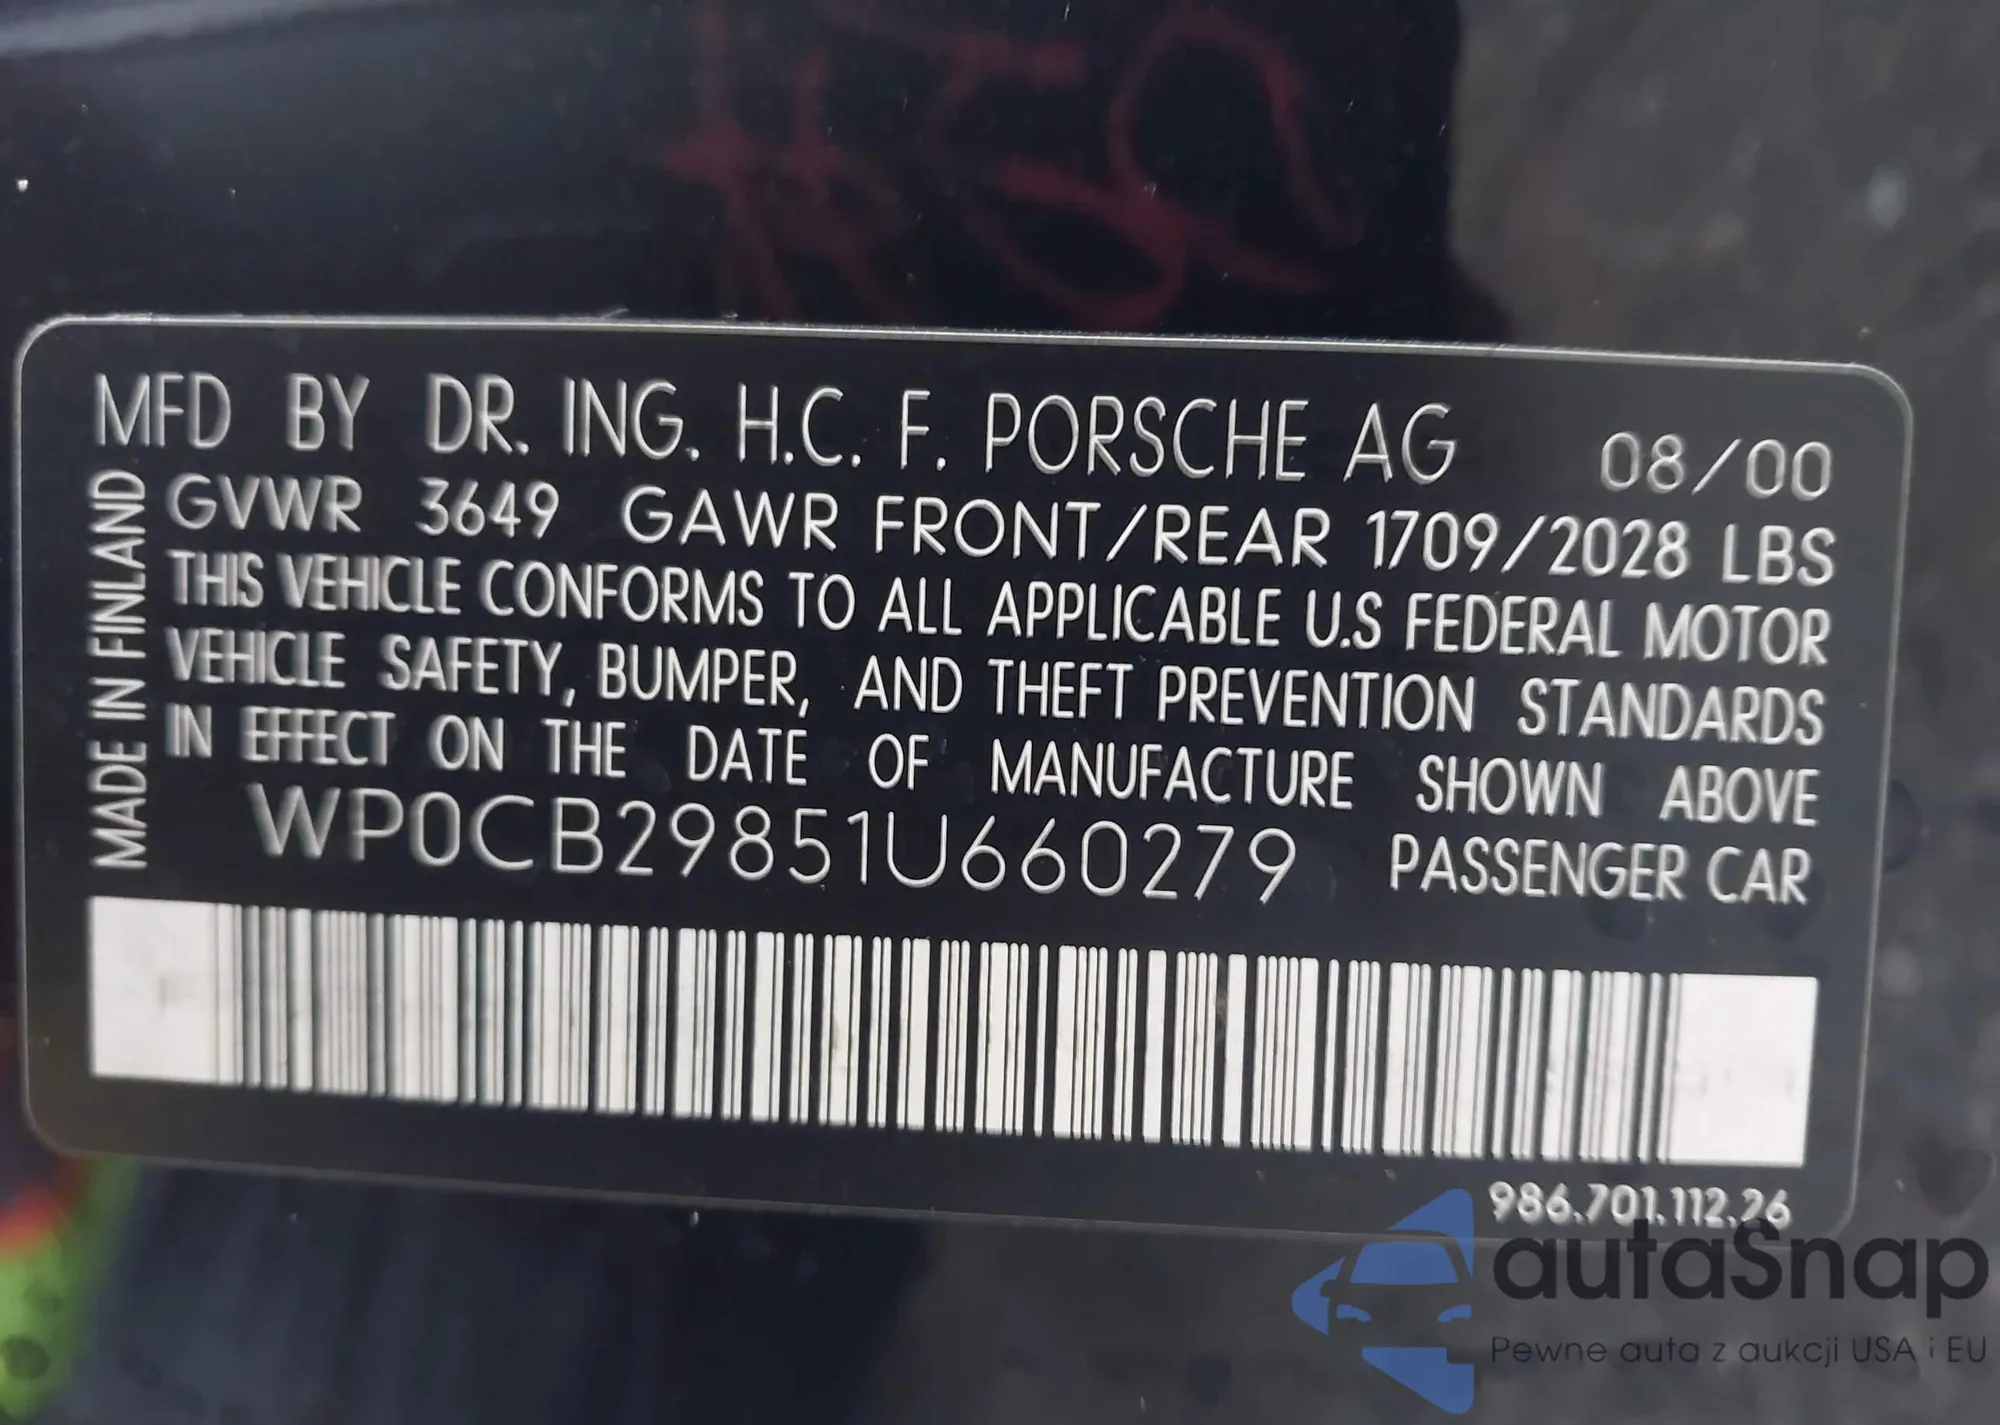 MFD BY DR. ING. H.C. F. PORSCHE AG 08/00
GVWR 3649 GAWR FRONT/REAR 1709/2028 LBS
THIS VEHICLE CONFORMS TO ALL APPLICABLE U.S FEDERAL MOTOR
VEHICLE SAFETY, BUMPER, AND THEFT PREVENTION STANDARDS
IN EFFECT ON THE DATE OF MANUFACTURE SHOWN ABOVE
WP0CB29851U660279 PASSENGER CAR
MADE IN FINLAND
986.701.112.26
autaSnap
Pewne auta z aukcji USA i EU